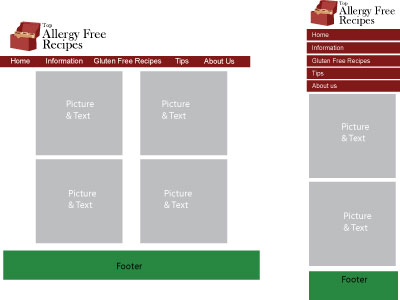 Top
Allergy Free
Recipes
Home Information Gluten Free Recipes Tips About Us
Picture
& Text
Picture
& Text
Picture
& Text
Picture
& Text
Footer
Top
Allergy Free
Recipes
Home
Information
Gluten Free Recipes
Tips
About Us
Picture
& Text
Picture
& Text
Footer